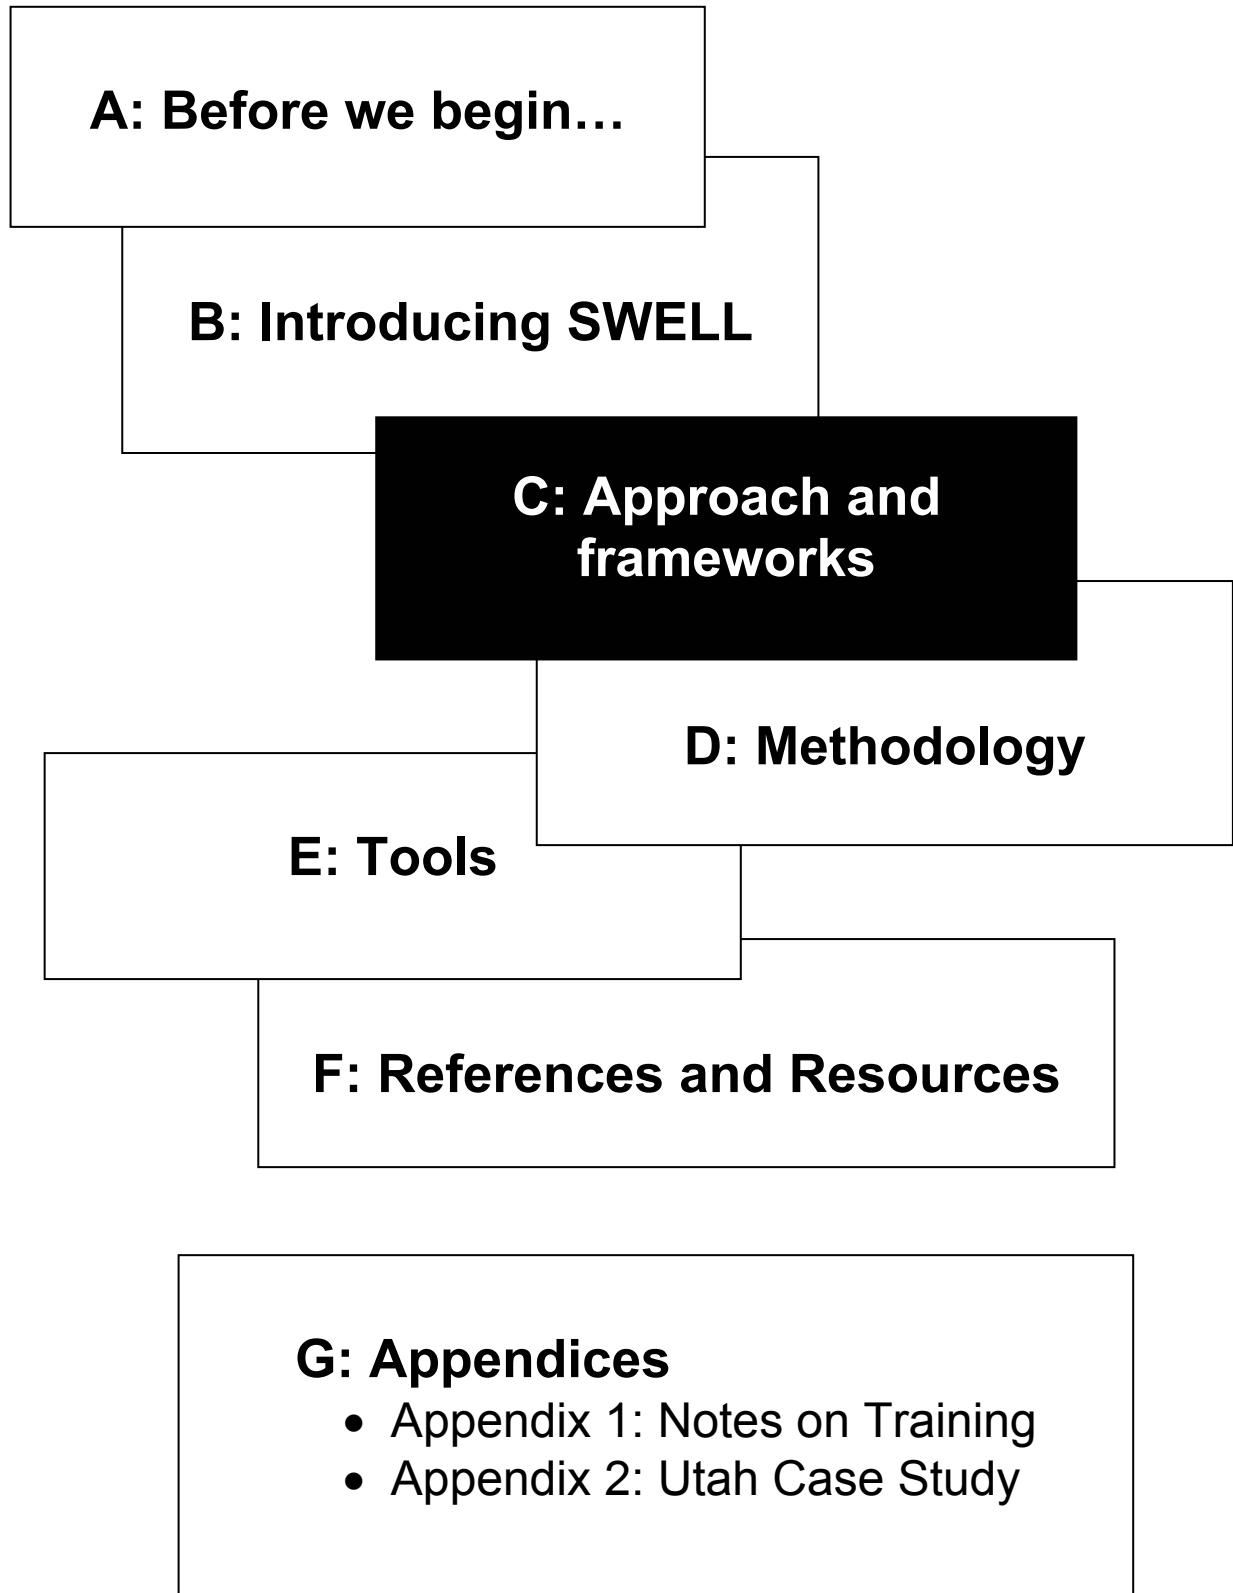 A: Before we begin…
B: Introducing SWELL
C: Approach and
frameworks
D: Methodology
E: Tools
F: References and Resources
G: Appendices
• Appendix 1: Notes on Training
• Appendix 2: Utah Case Study